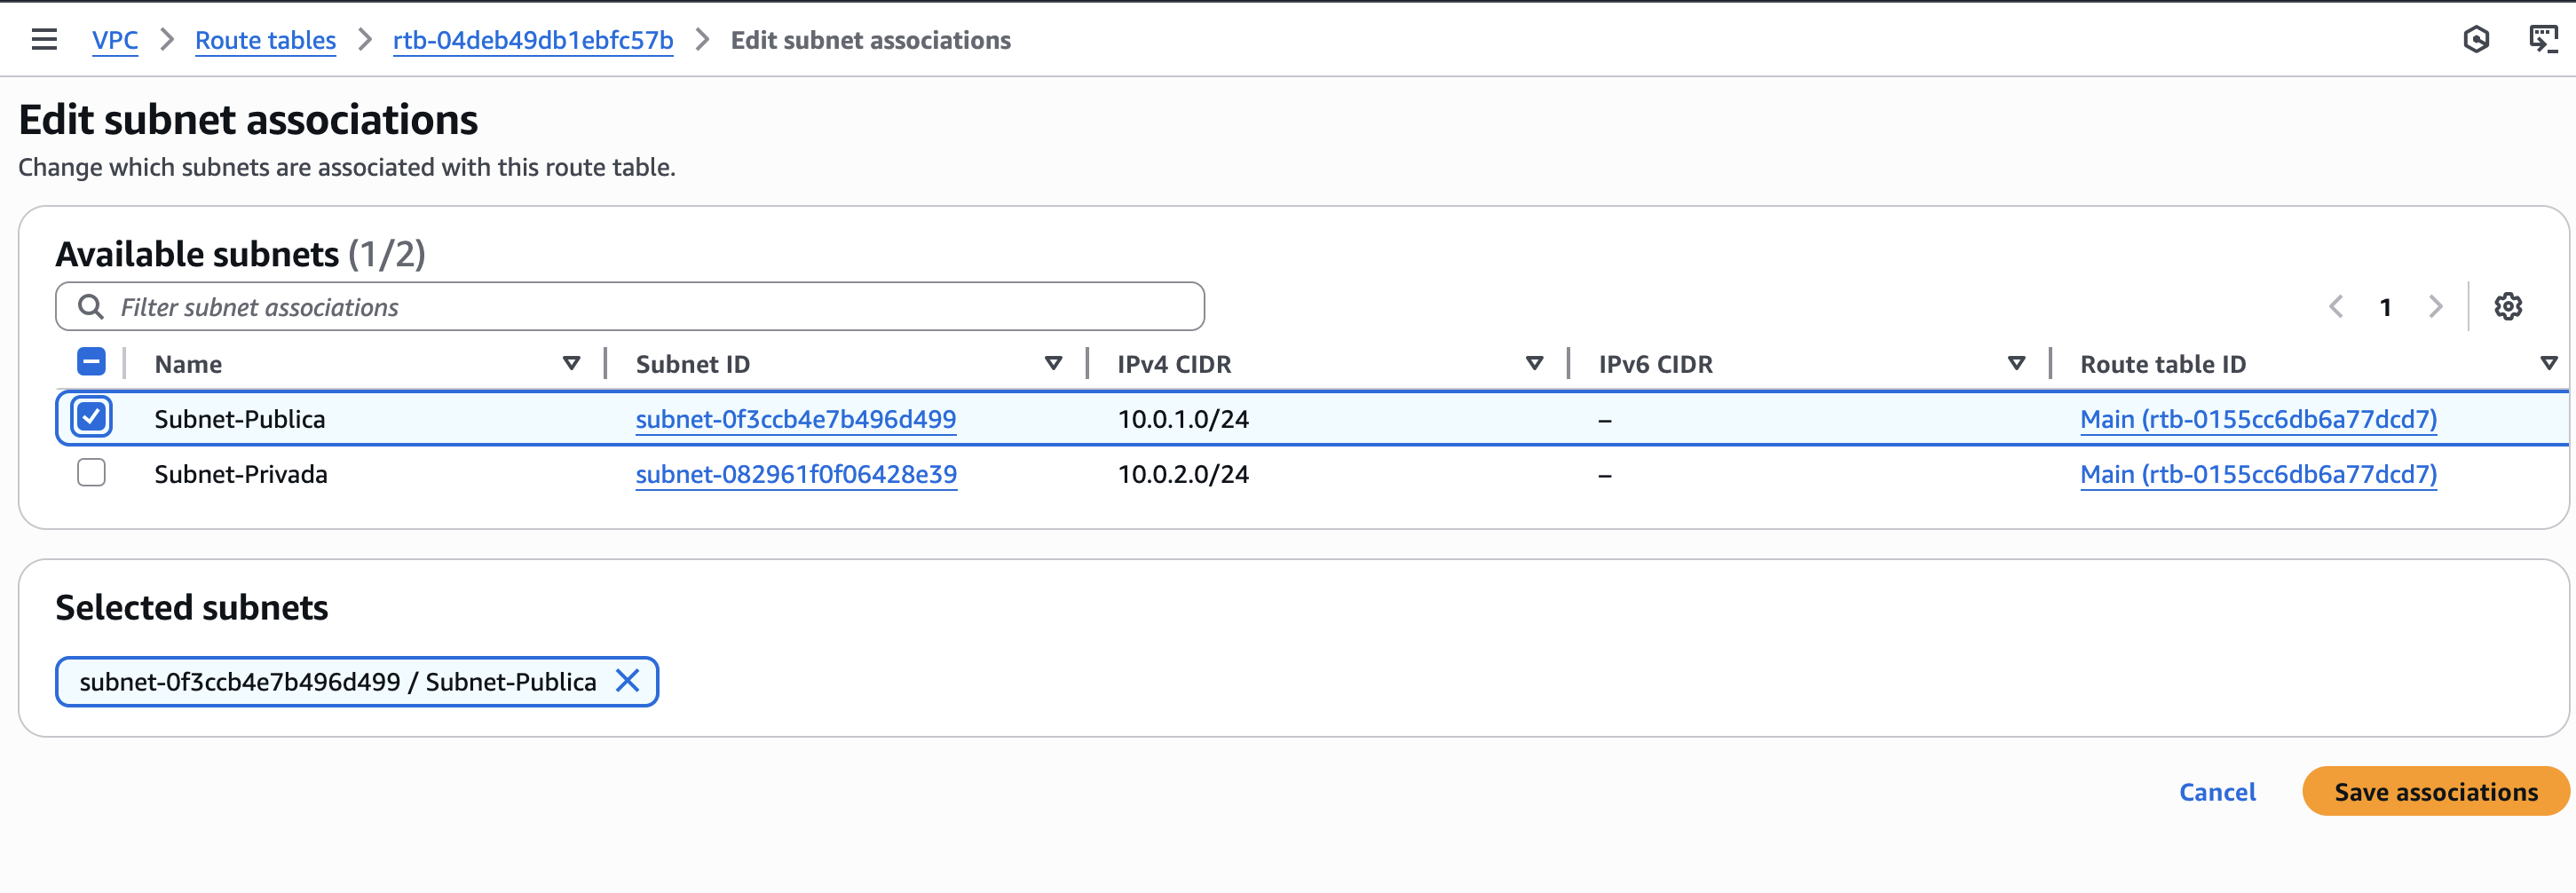 VPC > Route tables > rtb-04deb49db1ebfc57b > Edit subnet associations
Edit subnet associations
Change which subnets are associated with this route table.
Available subnets (1/2)
Filter subnet associations
1
Name Subnet ID IPv4 CIDR IPv6 CIDR Route table ID
Subnet-Publica subnet-0f3ccb4e7b496d499 10.0.1.0/24 – Main (rtb-0155cc6db6a77dcd7)
Subnet-Privada subnet-082961f0f06428e39 10.0.2.0/24 – Main (rtb-0155cc6db6a77dcd7)
Selected subnets
subnet-0f3ccb4e7b496d499 / Subnet-Publica
Cancel Save associations